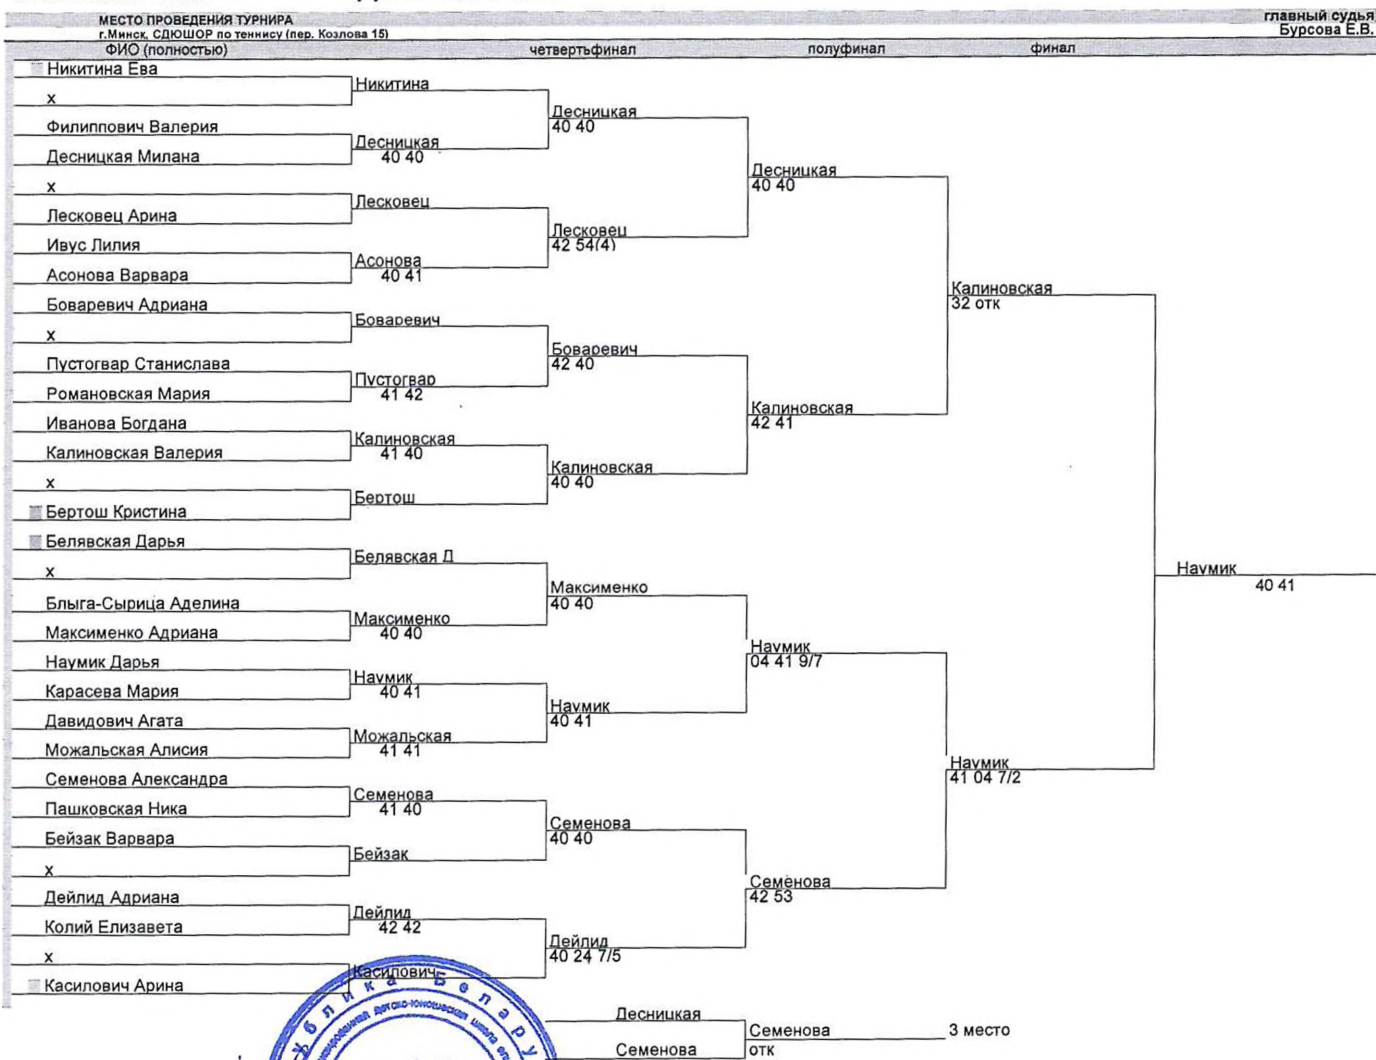 МЕСТО ПРОВЕДЕНИЯ ТУРНИРА
главный судья
г.Минск, СДЮШОР по теннису (пер. Козлова 15)
Бурсова Е.В.
ФИО (полностью) четвертьфинал полуфинал финал
Никитина Ева
х
Филиппович Валерия
Десницкая Милана
х
Лесковец Арина
Ивус Лилия
Асонова Варвара
Боваревич Адриана
х
Пустогвар Станислава
Романовская Мария
Иванова Богдана
Калиновская Валерия
х
Бертош Кристина
Белявская Дарья
х
Блыга-Сырица Аделина
Максименко Адриана
Наумик Дарья
Карасева Мария
Давидович Агата
Можальская Алисия
Семенова Александра
Пашковская Ника
Бейзак Варвара
х
Дейлид Адриана
Колий Елизавета
х
Касилович Арина
Никитина
Десницкая
40 40
Лесковец
Асонова
40 41
Боваревич
Пустогвар
41 42
Калиновская
41 40
Бертош
Белявская Д
Максименко
40 40
Наумик
40 41
Можальская
41 41
Семенова
41 40
Бейзак
Дейлид
42 42
Касилович
Десницкая
40 40
Лесковец
42 54(4)
Боваревич
42 40
Калиновская
40 40
Максименко
40 40
Наумик
40 41
Семенова
40 40
Дейлид
40 24 7/5
Десницкая
40 40
Калиновская
42 41
Наумик
04 41 9/7
Семенова
42 53
Калиновская
32 отк
Наумик
41 04 7/2
Наумик
40 41
Десницкая
Семенова
Семенова
отк
3 место